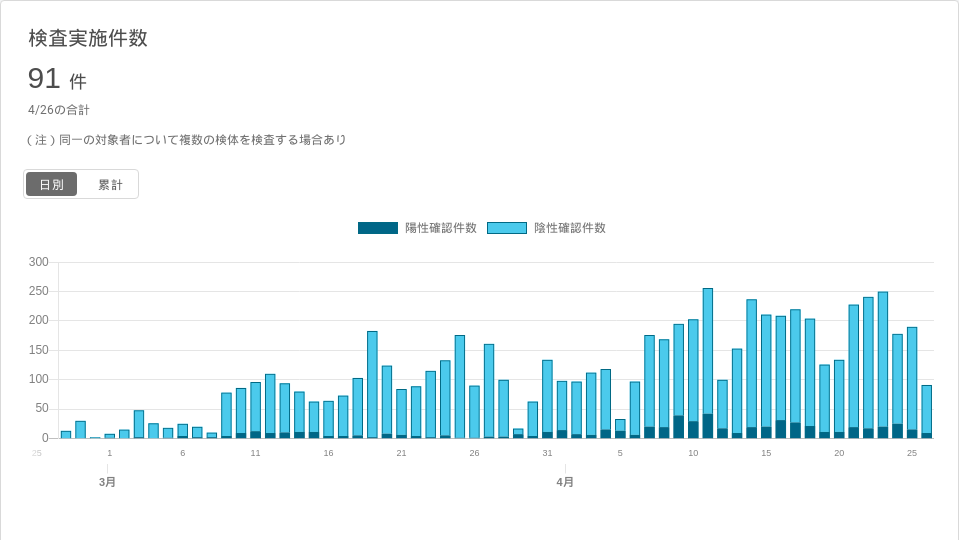 検査実施件数
91 件
4/26の合計
（注）同一の対象者について複数の検体を検査する場合あり
日別 累計
陽性確認件数 陰性確認件数
300
250
200
150
100
50
0
25 1 6 11 16 21 26 31 5 10 15 20 25
3月 4月